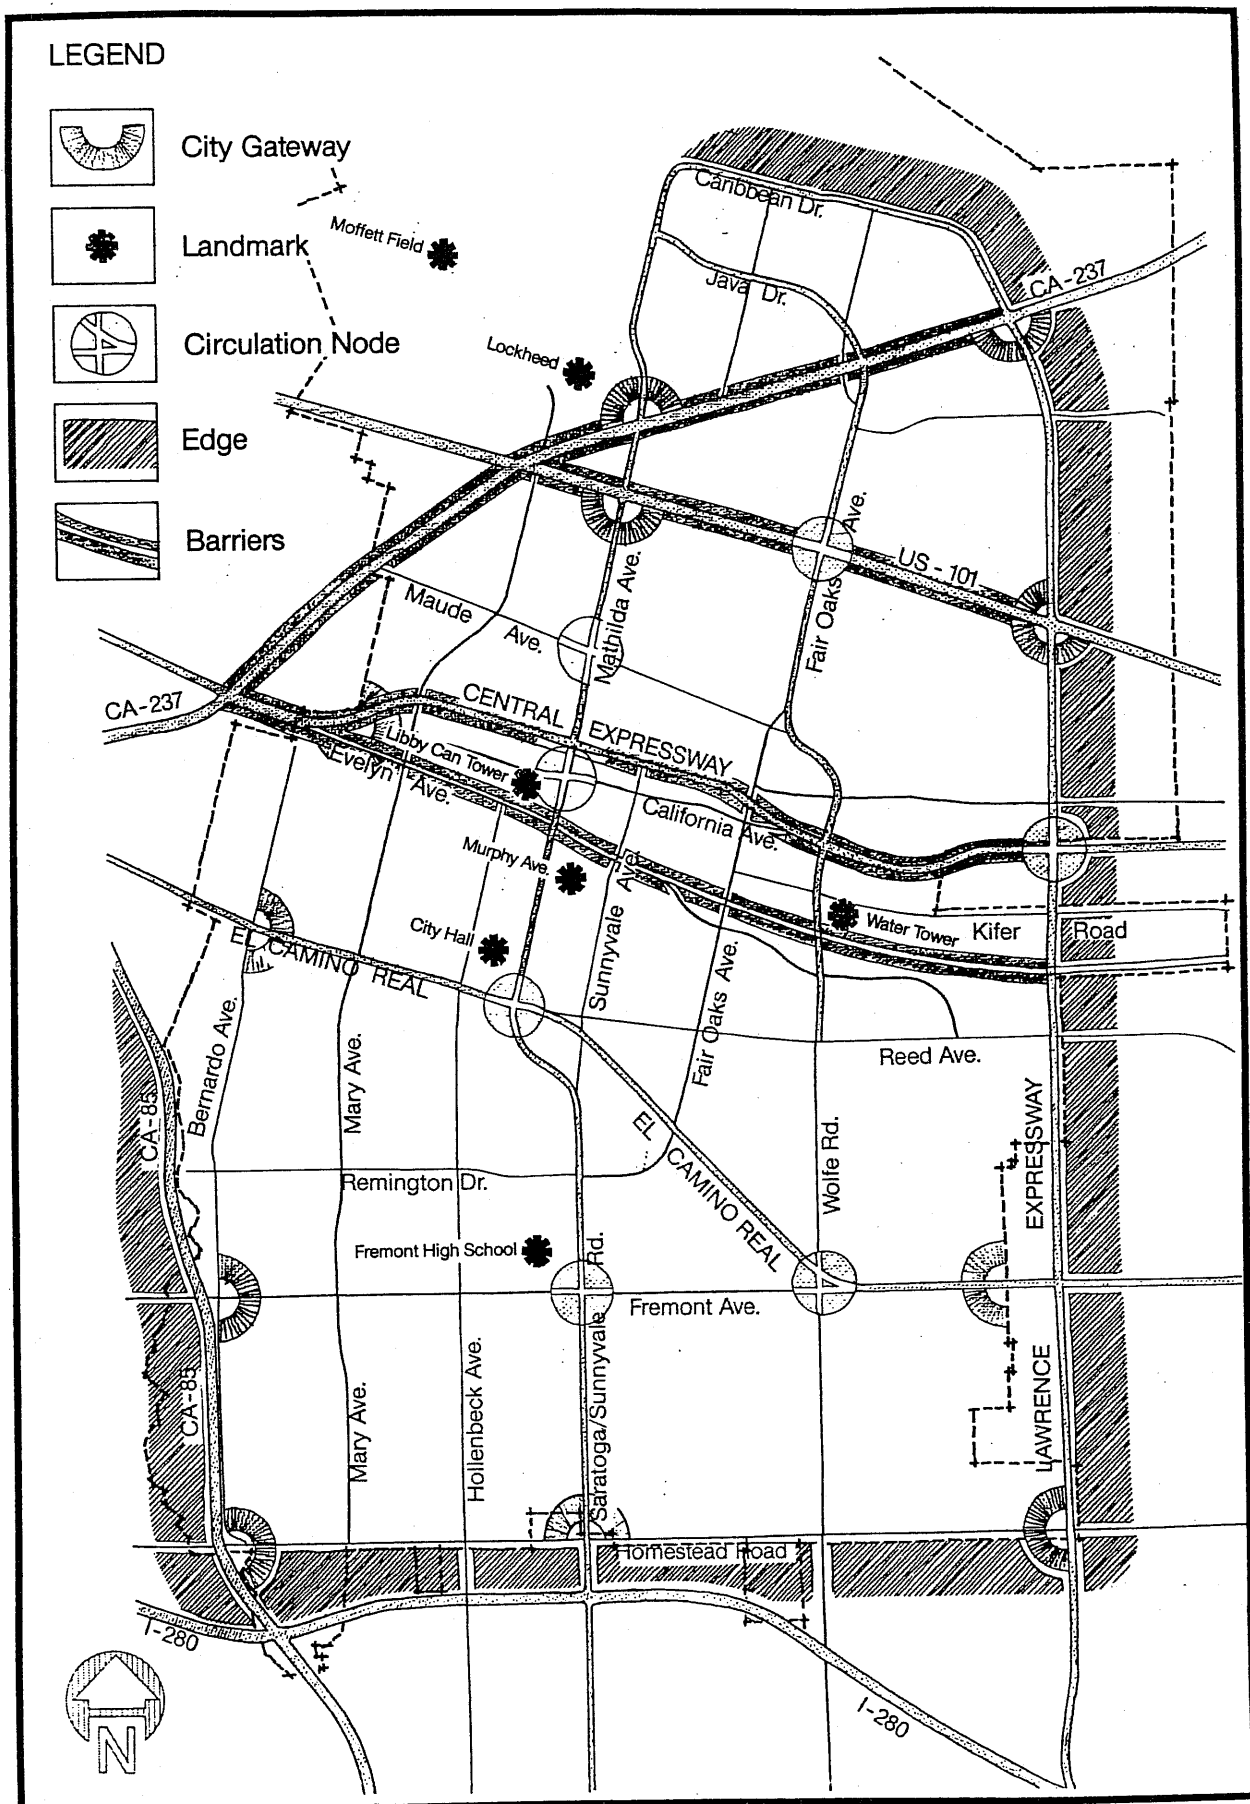 LEGEND
City Gateway
Landmark
Circulation Node
Edge
Barriers
Moffett Field
Lockheed
Caribbean Dr.
Java Dr.
CA-237
US-101
Fair Oaks Ave.
Mathilda Ave.
Maude Ave.
CA-237
CENTRAL EXPRESSWAY
Libby Can Tower
Evelyn Ave.
California Ave.
Murphy Ave.
Sunnyvale Ave.
City Hall
Water Tower
Kifer Road
EL CAMINO REAL
Fair Oaks Ave.
Reed Ave.
Bernardo Ave.
Mary Ave.
CA-85
EL CAMINO REAL
Wolfe Rd.
Remington Dr.
Fremont High School
Fremont Ave.
Saratoga/Sunnyvale Rd.
LAWRENCE EXPRESSWAY
CA-85
Mary Ave.
Hollenbeck Ave.
Homestead Road
I-280
I-280
N